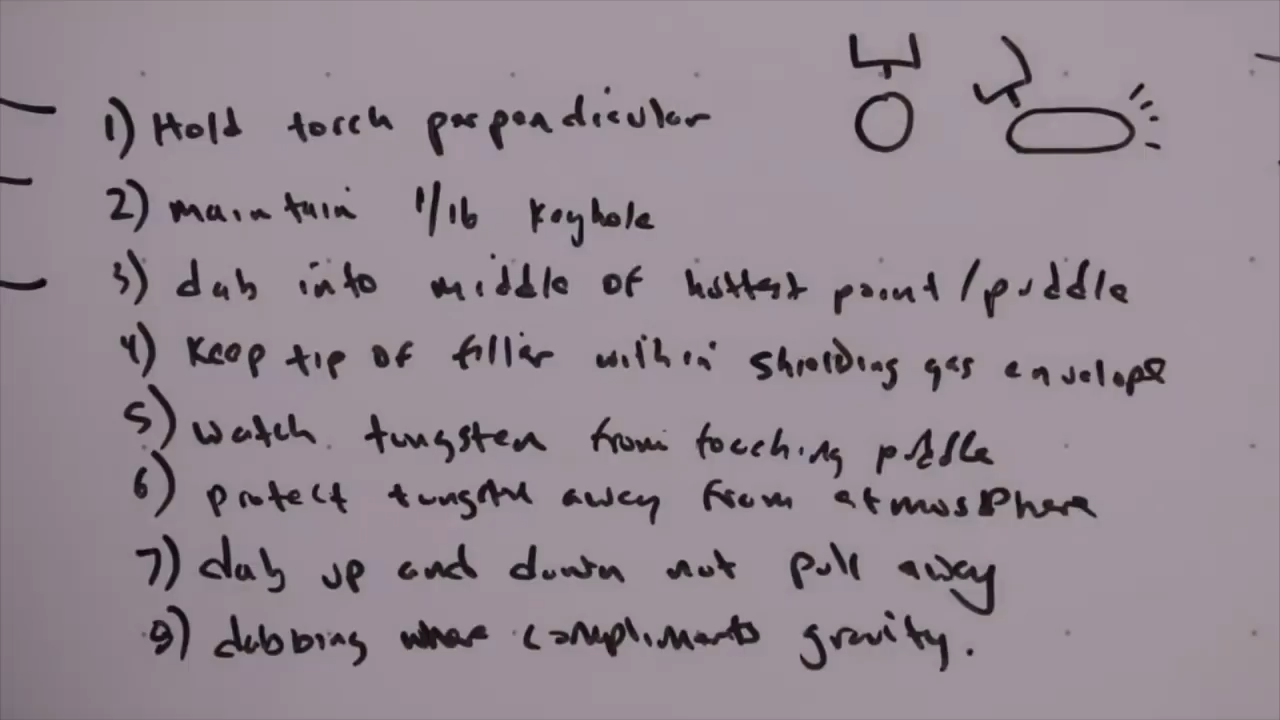 1) Hold torch perpendicular
2) maintain 1/16 keyhole
3) dab into middle of hottest point/puddle
4) Keep tip of filler within shielding gas envelope
5) watch tungsten from touching puddle
6) protect tungsten away from atmosphere
7) dab up and down not pull away
8) dabbing where compliments gravity.